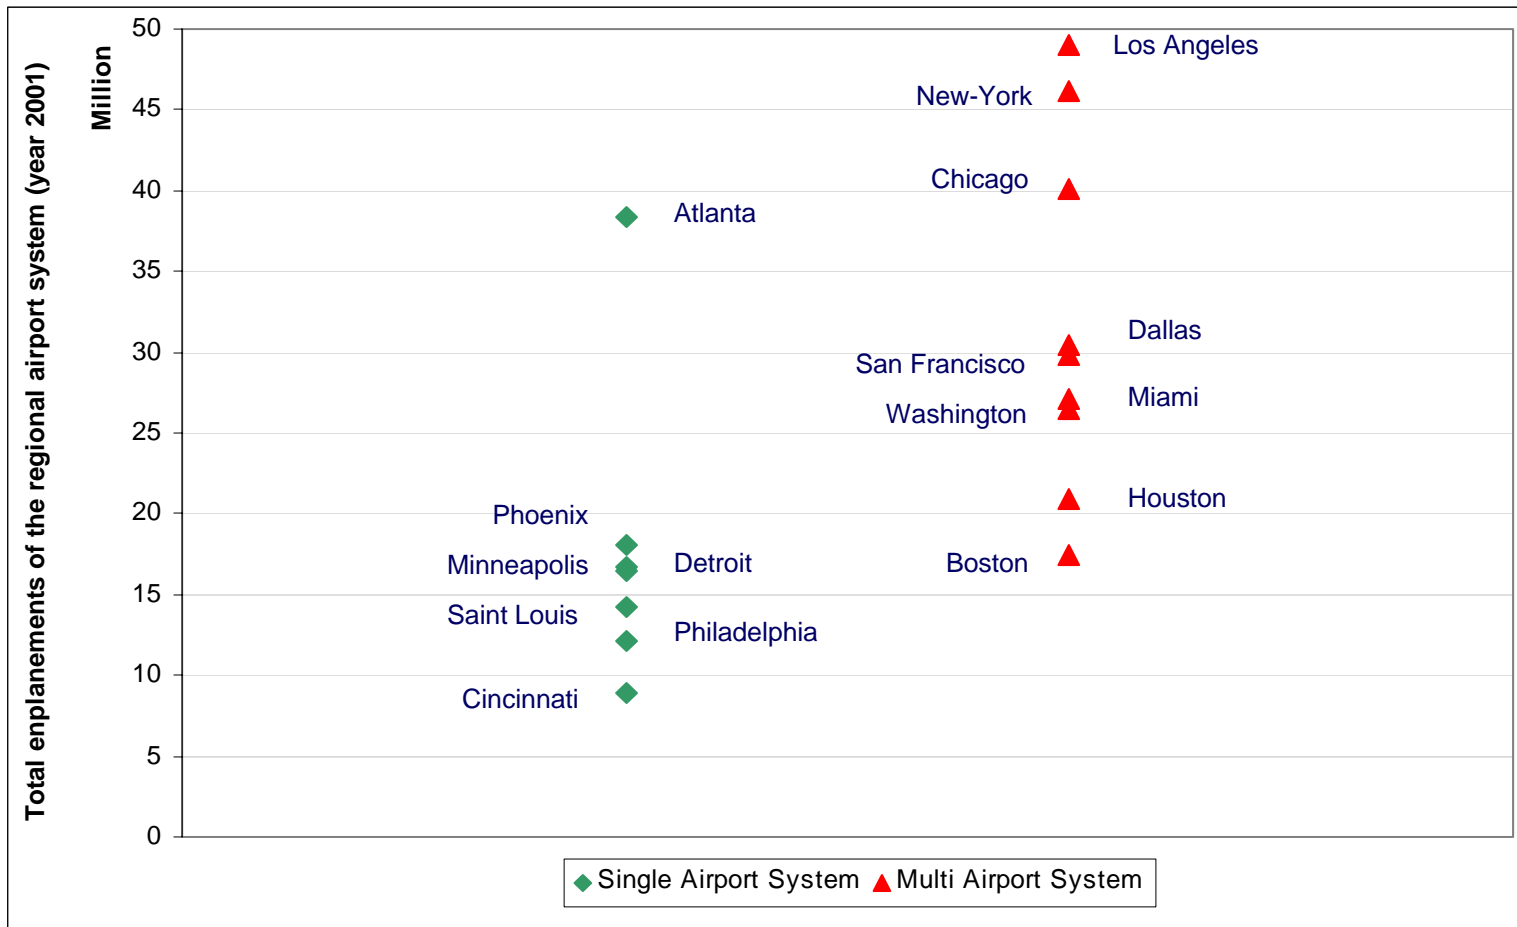 Total enplanements of the regional airport system (year 2001)
Million
50
45
40
35
30
25
20
15
10
5
0
Los Angeles
New-York
Chicago
Atlanta
Dallas
San Francisco
Miami
Washington
Houston
Phoenix
Minneapolis
Detroit
Boston
Saint Louis
Philadelphia
Cincinnati
Single Airport System
Multi Airport System